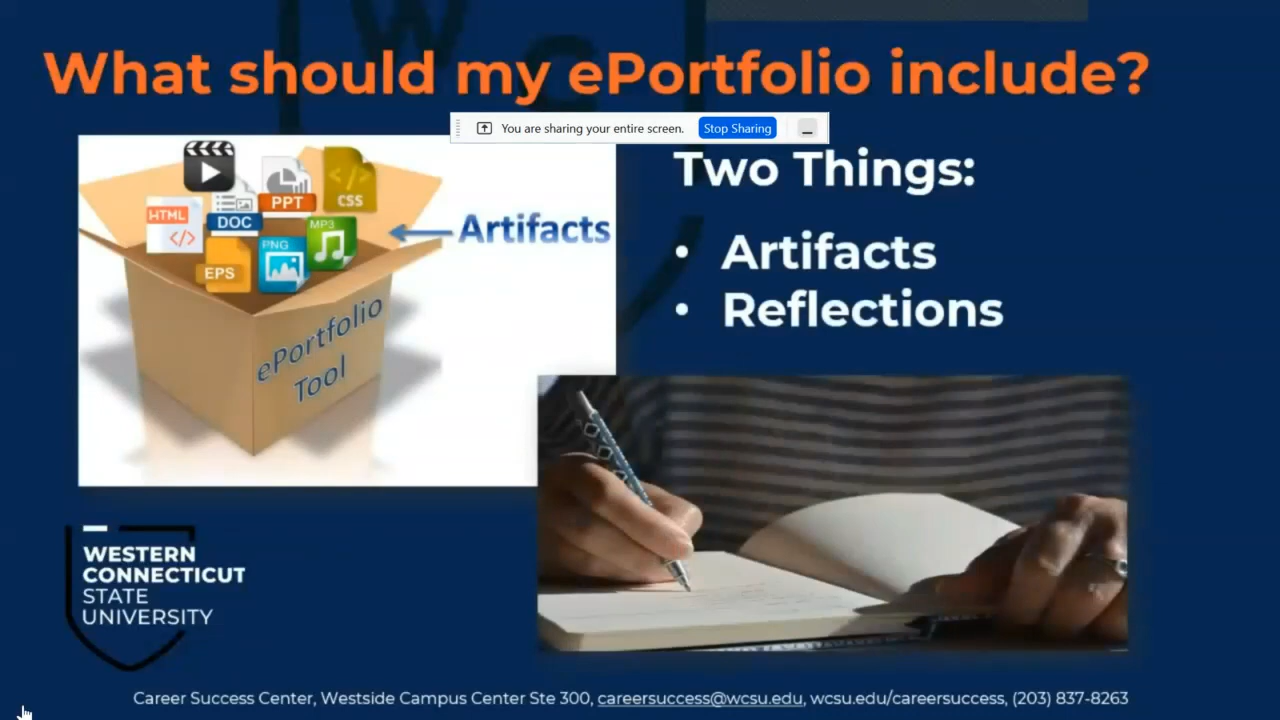 What should my ePortfolio include?
You are sharing your entire screen. Stop Sharing
Two Things:
• Artifacts
• Reflections
HTML
DOC
PPT
CSS
EPS
PNG
MP3
Artifacts
ePortfolio
Tool
WESTERN
CONNECTICUT
STATE
UNIVERSITY
Career Success Center, Westside Campus Center Ste 300, careersuccess@wcsu.edu, wcsu.edu/careersuccess, (203) 837-8263